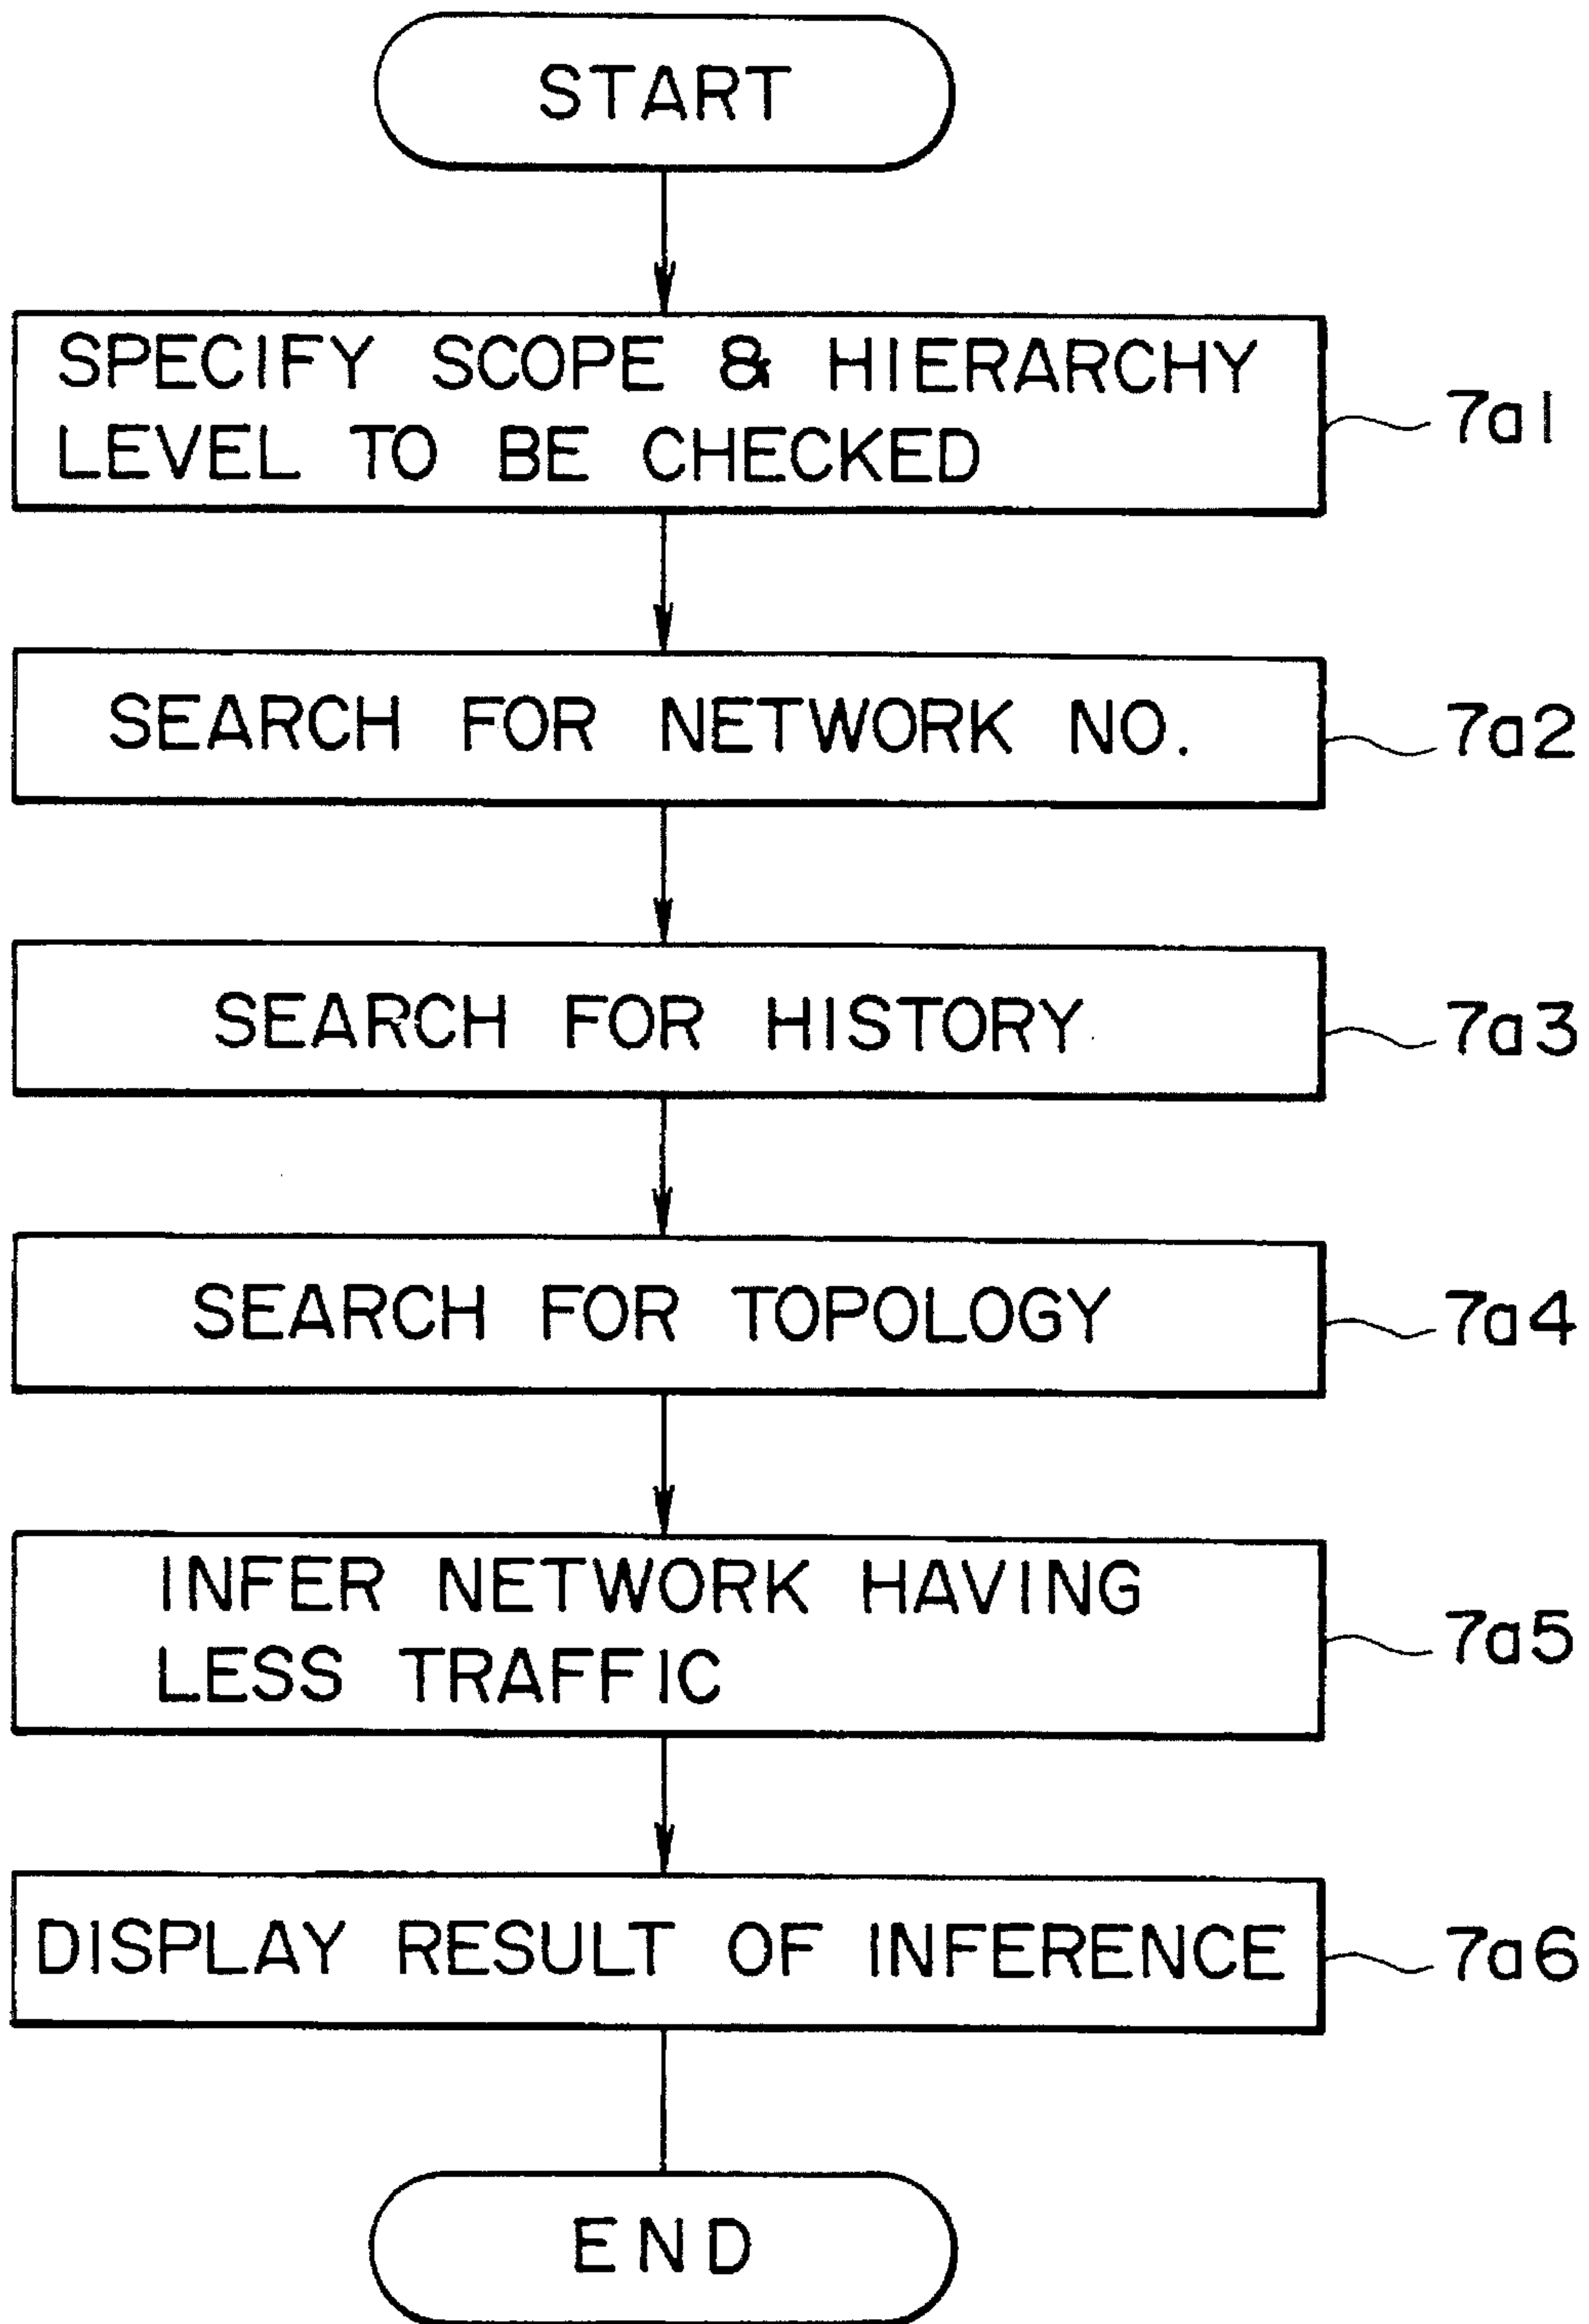 START
SPECIFY SCOPE & HIERARCHY
LEVEL TO BE CHECKED
7a1
SEARCH FOR NETWORK NO.
7a2
SEARCH FOR HISTORY
7a3
SEARCH FOR TOPOLOGY
7a4
INFER NETWORK HAVING
LESS TRAFFIC
7a5
DISPLAY RESULT OF INFERENCE
7a6
END